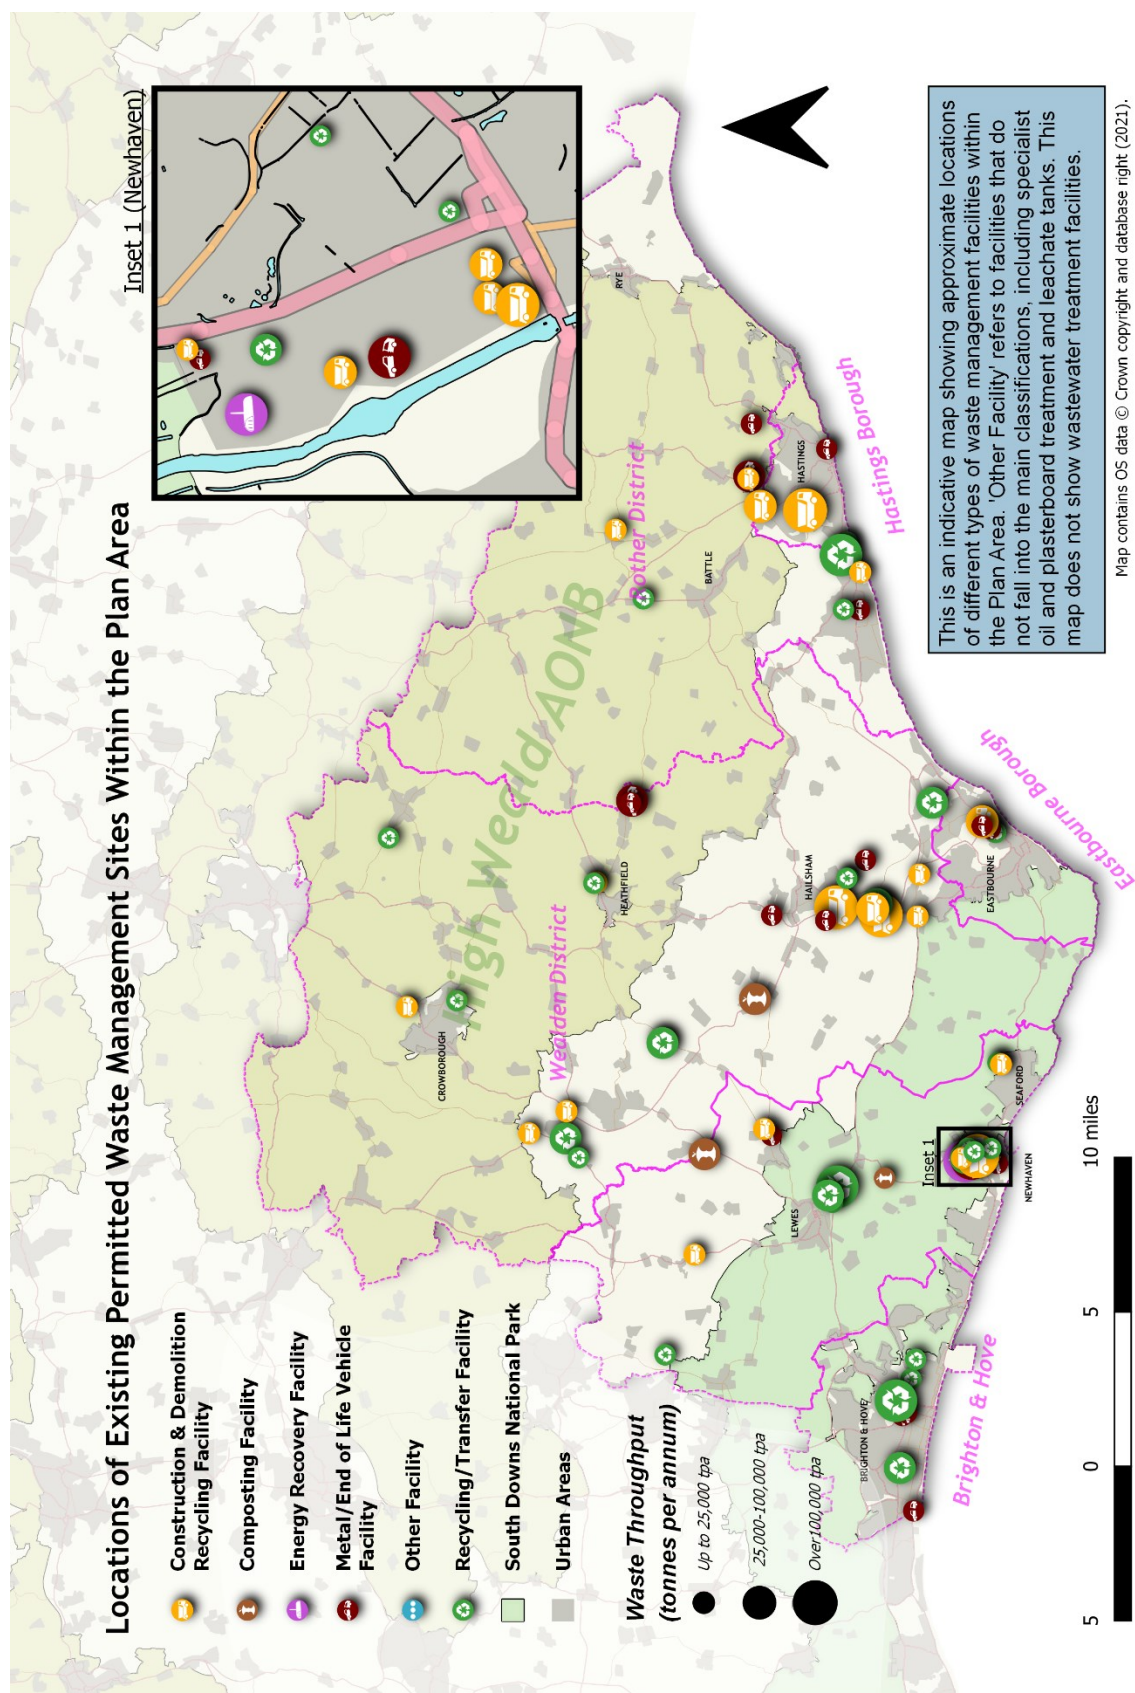 Locations of Existing Permitted Waste Management Sites Within the Plan Area
Inset 1 (Newhaven)
Construction & Demolition
Recycling Facility
Composting Facility
Energy Recovery Facility
Metal/End of Life Vehicle
Facility
Other Facility
Recycling/Transfer Facility
South Downs National Park
Urban Areas
Waste Throughput
(tonnes per annum)
Up to 25,000 tpa
25,000-100,000 tpa
Over100,000 tpa
High Weald AONB
Wealden District
Rother District
Hastings Borough
Eastbourne Borough
Brighton & Hove
CROWBOROUGH
HEATHFIELD
BATTLE
RYE
HASTINGS
HAILSHAM
EASTBOURNE
LEWES
SEAFORD
NEWHAVEN
BRIGHTON & HOVE
Inset 1
5
0
5
10 miles
This is an indicative map showing approximate locations
of different types of waste management facilities within
the Plan Area. 'Other Facility' refers to facilities that do
not fall into the main classifications, including specialist
oil and plasterboard treatment and leachate tanks. This
map does not show wastewater treatment facilities.
Map contains OS data © Crown copyright and database right (2021).